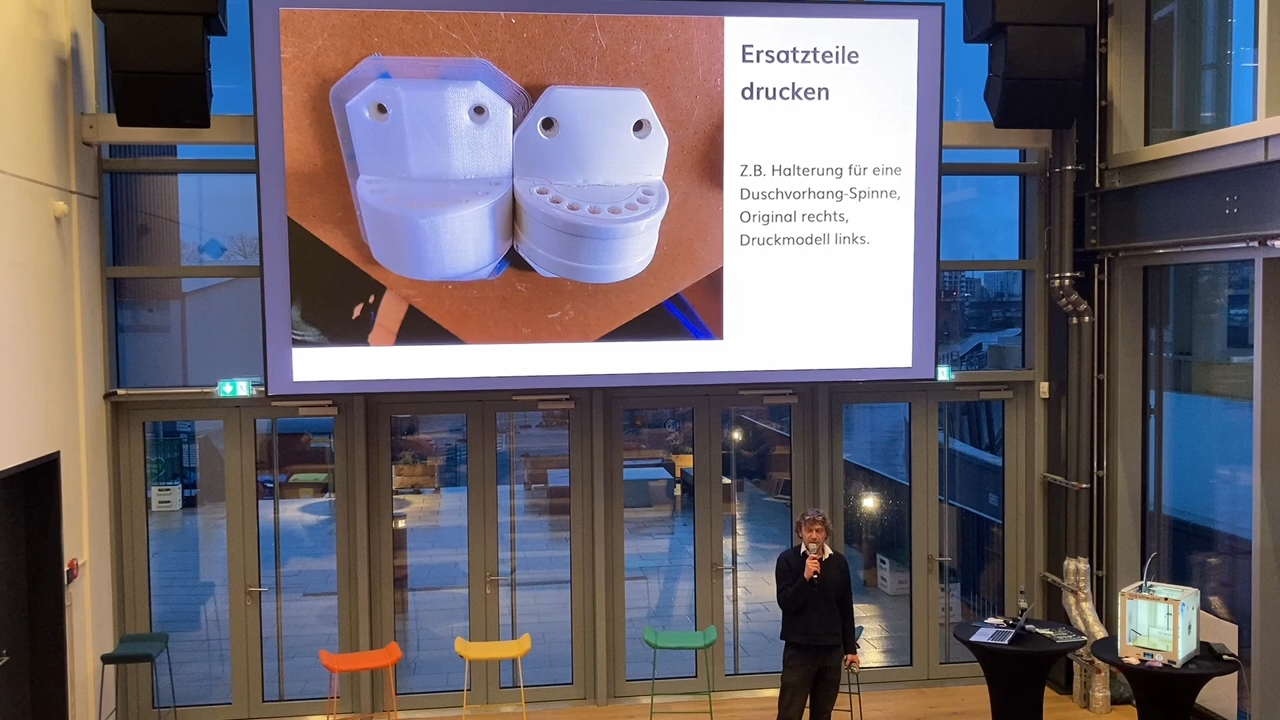 Ersatzteile
drucken
Z.B. Halterung für eine
Duschvorhang-Spinne,
Original rechts,
Druckmodell links.